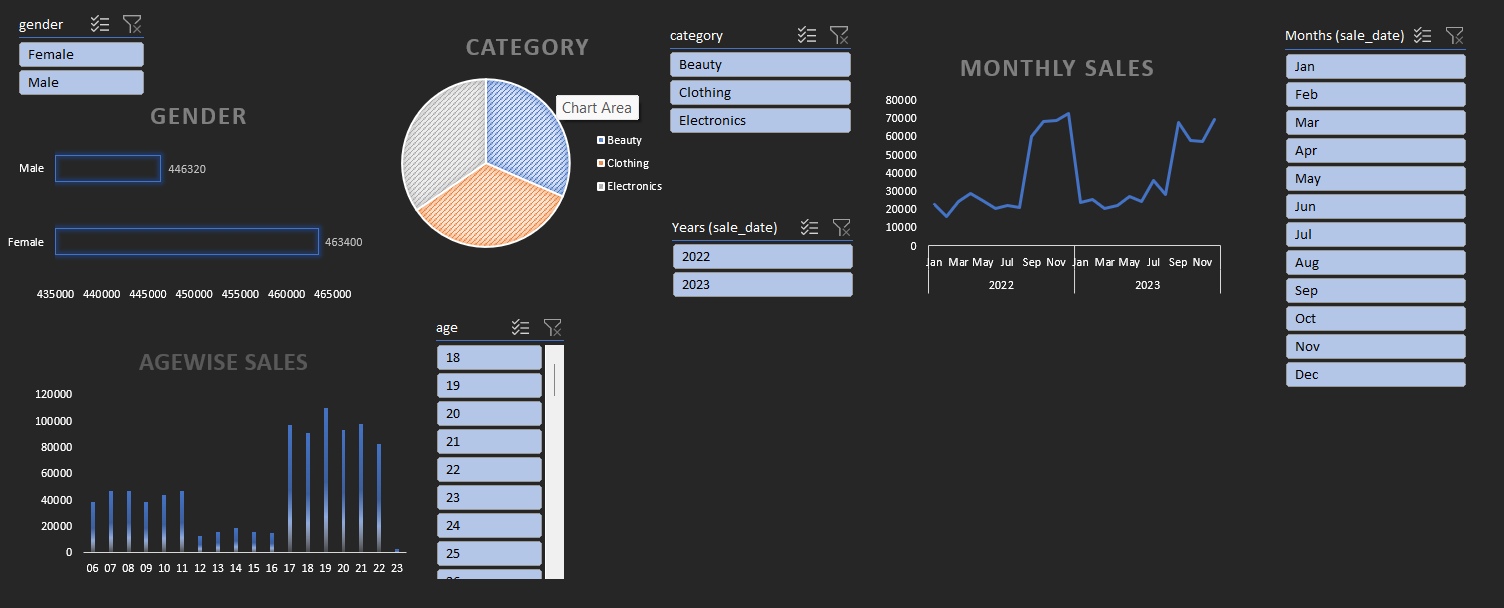 gender
Female
Male
GENDER
Male
446320
Female
463400
435000 440000 445000 450000 455000 460000 465000
CATEGORY
Chart Area
Beauty
Clothing
Electronics
category
Beauty
Clothing
Electronics
Years (sale_date)
2022
2023
MONTHLY SALES
80000
70000
60000
50000
40000
30000
20000
10000
0
Jan Mar May Jul Sep Nov Jan Mar May Jul Sep Nov
2022 2023
Months (sale_date)
Jan
Feb
Mar
Apr
May
Jun
Jul
Aug
Sep
Oct
Nov
Dec
AGEWISE SALES
120000
100000
80000
60000
40000
20000
0
06 07 08 09 10 11 12 13 14 15 16 17 18 19 20 21 22 23
age
18
19
20
21
22
23
24
25